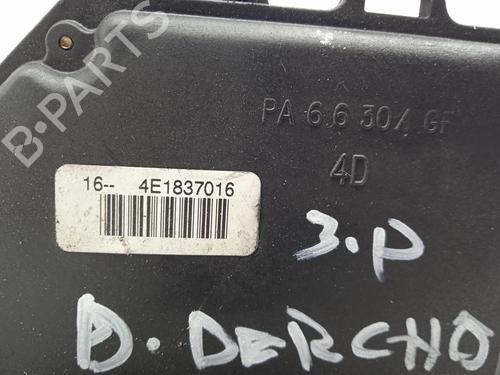 PA 6.6 30% GF
4D
16-- 4E1837016
3.P
D. DERCHO
B-PARTS